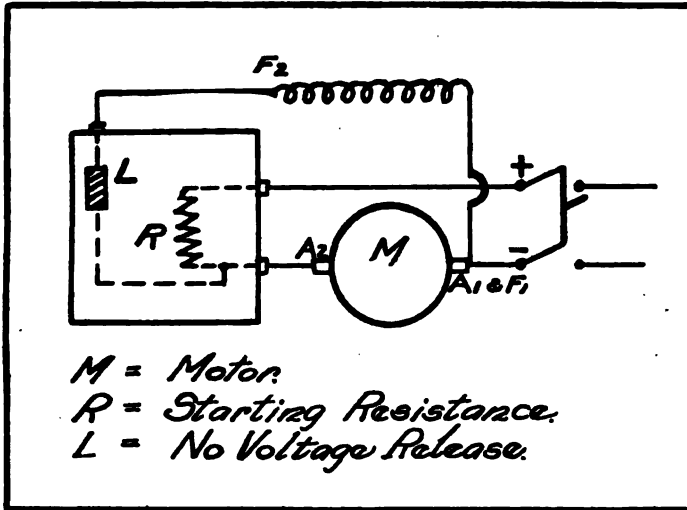 F2
L
+
R
A2
M
-
A1 & F1
M = Motor.
R = Starting Resistance.
L = No Voltage Release.